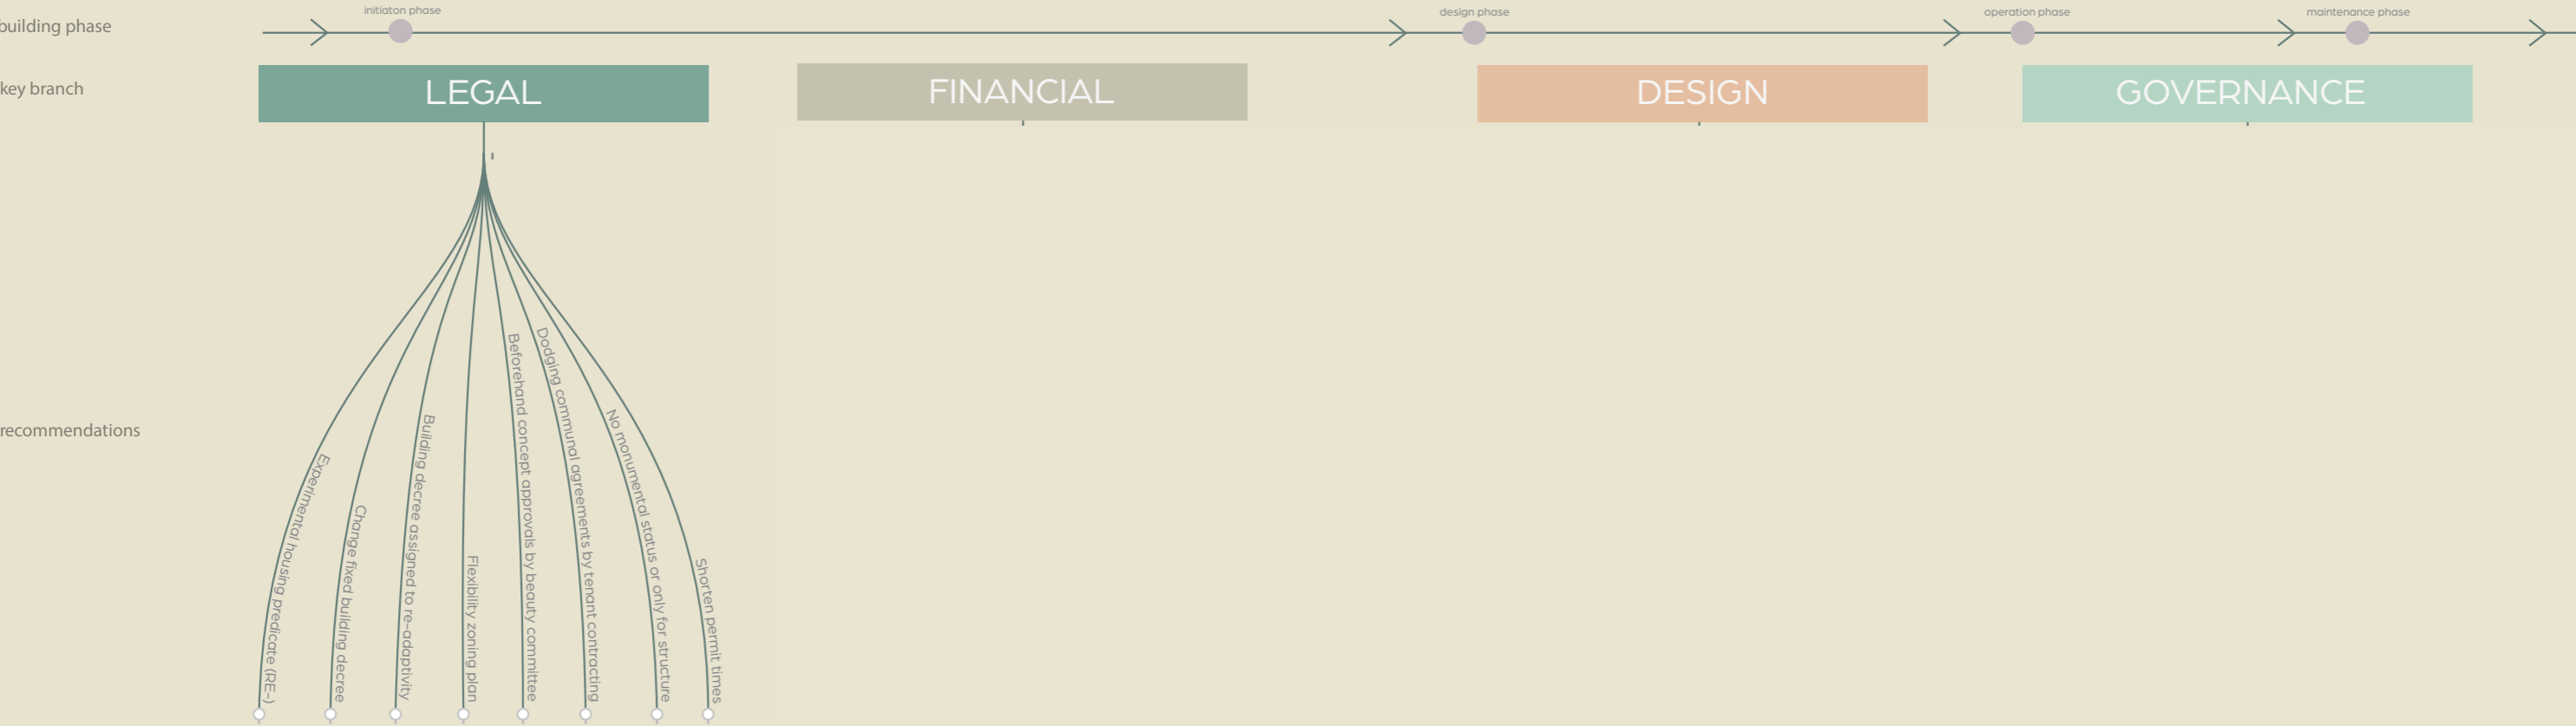 building phase
initiaton phase
design phase
operation phase
maintenance phase
key branch
LEGAL
FINANCIAL
DESIGN
GOVERNANCE
recommendations
Experimental housing predicate (RE-)
Change fixed building decree
Building decree assigned to re-adaptivity
Flexibility zoning plan
Beforehand concept approvals by beauty committee
Dodging communal agreements by tenant contracting
No monumental status or only for structure
Shorten permit times